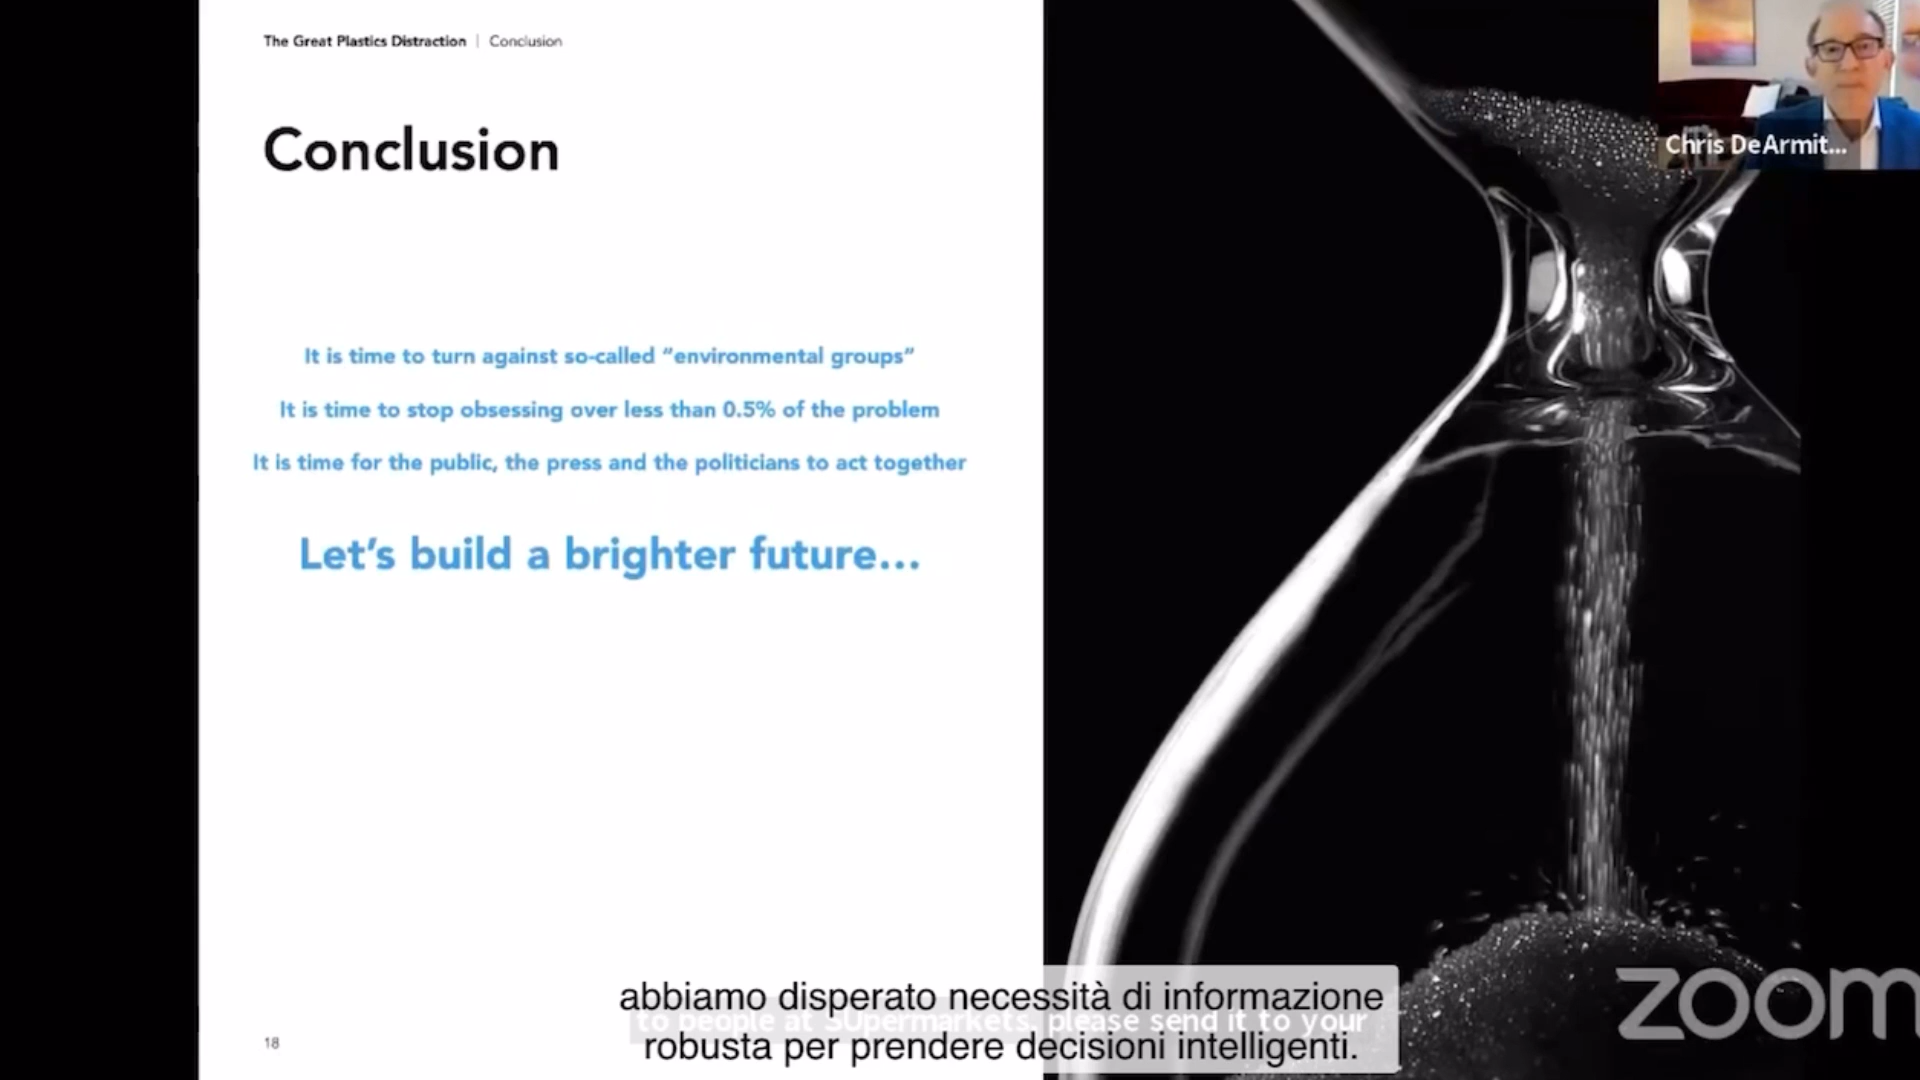 The Great Plastics Distraction | Conclusion
Chris DeArmit...
Conclusion
It is time to turn against so-called “environmental groups”
It is time to stop obsessing over less than 0.5% of the problem
It is time for the public, the press and the politicians to act together
Let’s build a brighter future...
abbiamo disperato necessità di informazione
to people at SUpermarkets, please send it to your
robusta per prendere decisioni intelligenti.
18
zoom